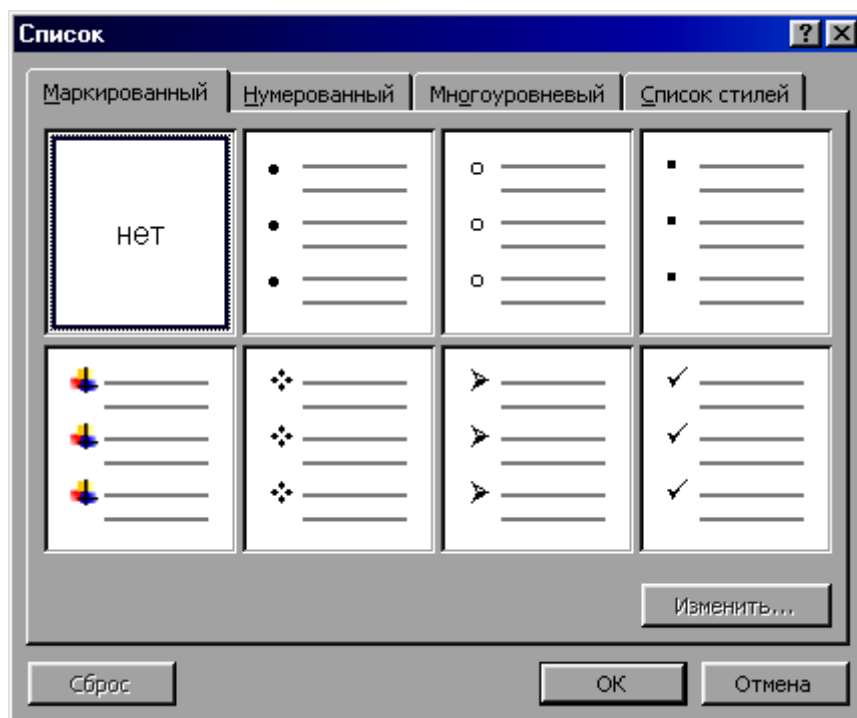 Список
Маркированный Нумерованный Многоуровневый Список стилей
нет
Изменить...
Сброс ОК Отмена